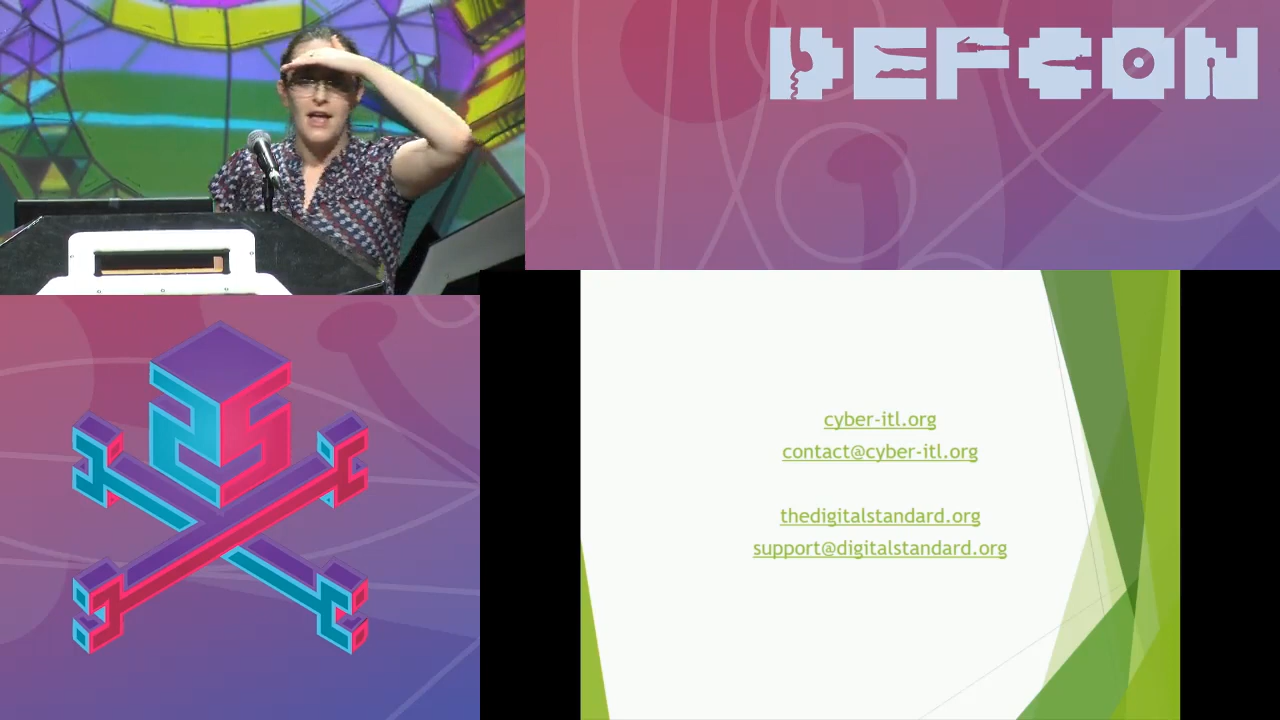 DEFCON
cyber-itl.org
contact@cyber-itl.org
thedigitalstandard.org
support@digitalstandard.org